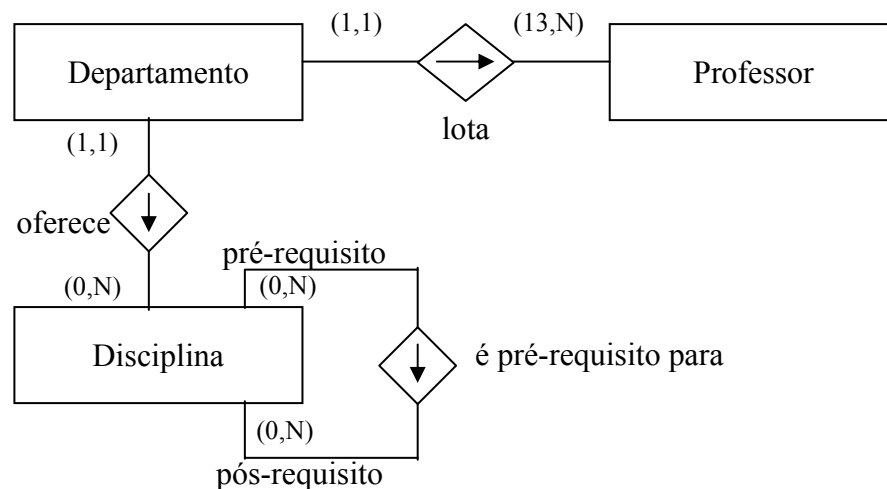 (1,1) (13,N)
Departamento Professor
lota
(1,1)
oferece
pré-requisito
(0,N) (0,N)
Disciplina é pré-requisito para
(0,N)
pós-requisito